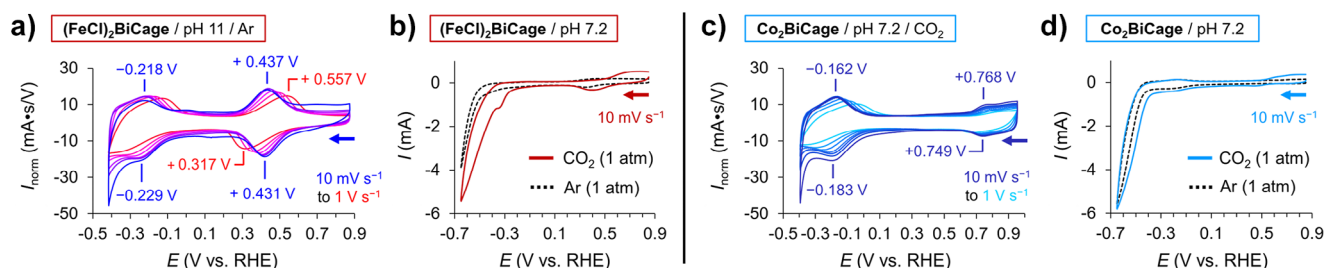 a) (FeCl)₂BiCage / pH 11 / Ar
I_norm (mA•s/V)
30
10
-10
-30
-50
−0.218 V
+ 0.437 V
+ 0.557 V
+ 0.317 V
−0.229 V
+ 0.431 V
10 mV s⁻¹
to 1 V s⁻¹
-0.5 -0.3 -0.1 0.1 0.3 0.5 0.7 0.9
E (V vs. RHE)
b) (FeCl)₂BiCage / pH 7.2
I (mA)
0
-2
-4
-6
10 mV s⁻¹
CO₂ (1 atm)
Ar (1 atm)
-0.7 -0.3 0.1 0.5 0.9
E (V vs. RHE)
c) Co₂BiCage / pH 7.2 / CO₂
I_norm (mA•s/V)
30
10
-10
-30
-50
−0.162 V
+0.768 V
+0.749 V
−0.183 V
10 mV s⁻¹
to 1 V s⁻¹
-0.5 -0.3 -0.1 0.1 0.3 0.5 0.7 0.9
E (V vs. RHE)
d) Co₂BiCage / pH 7.2
I (mA)
0
-2
-4
-6
10 mV s⁻¹
CO₂ (1 atm)
Ar (1 atm)
-0.7 -0.3 0.1 0.5 0.9
E (V vs. RHE)